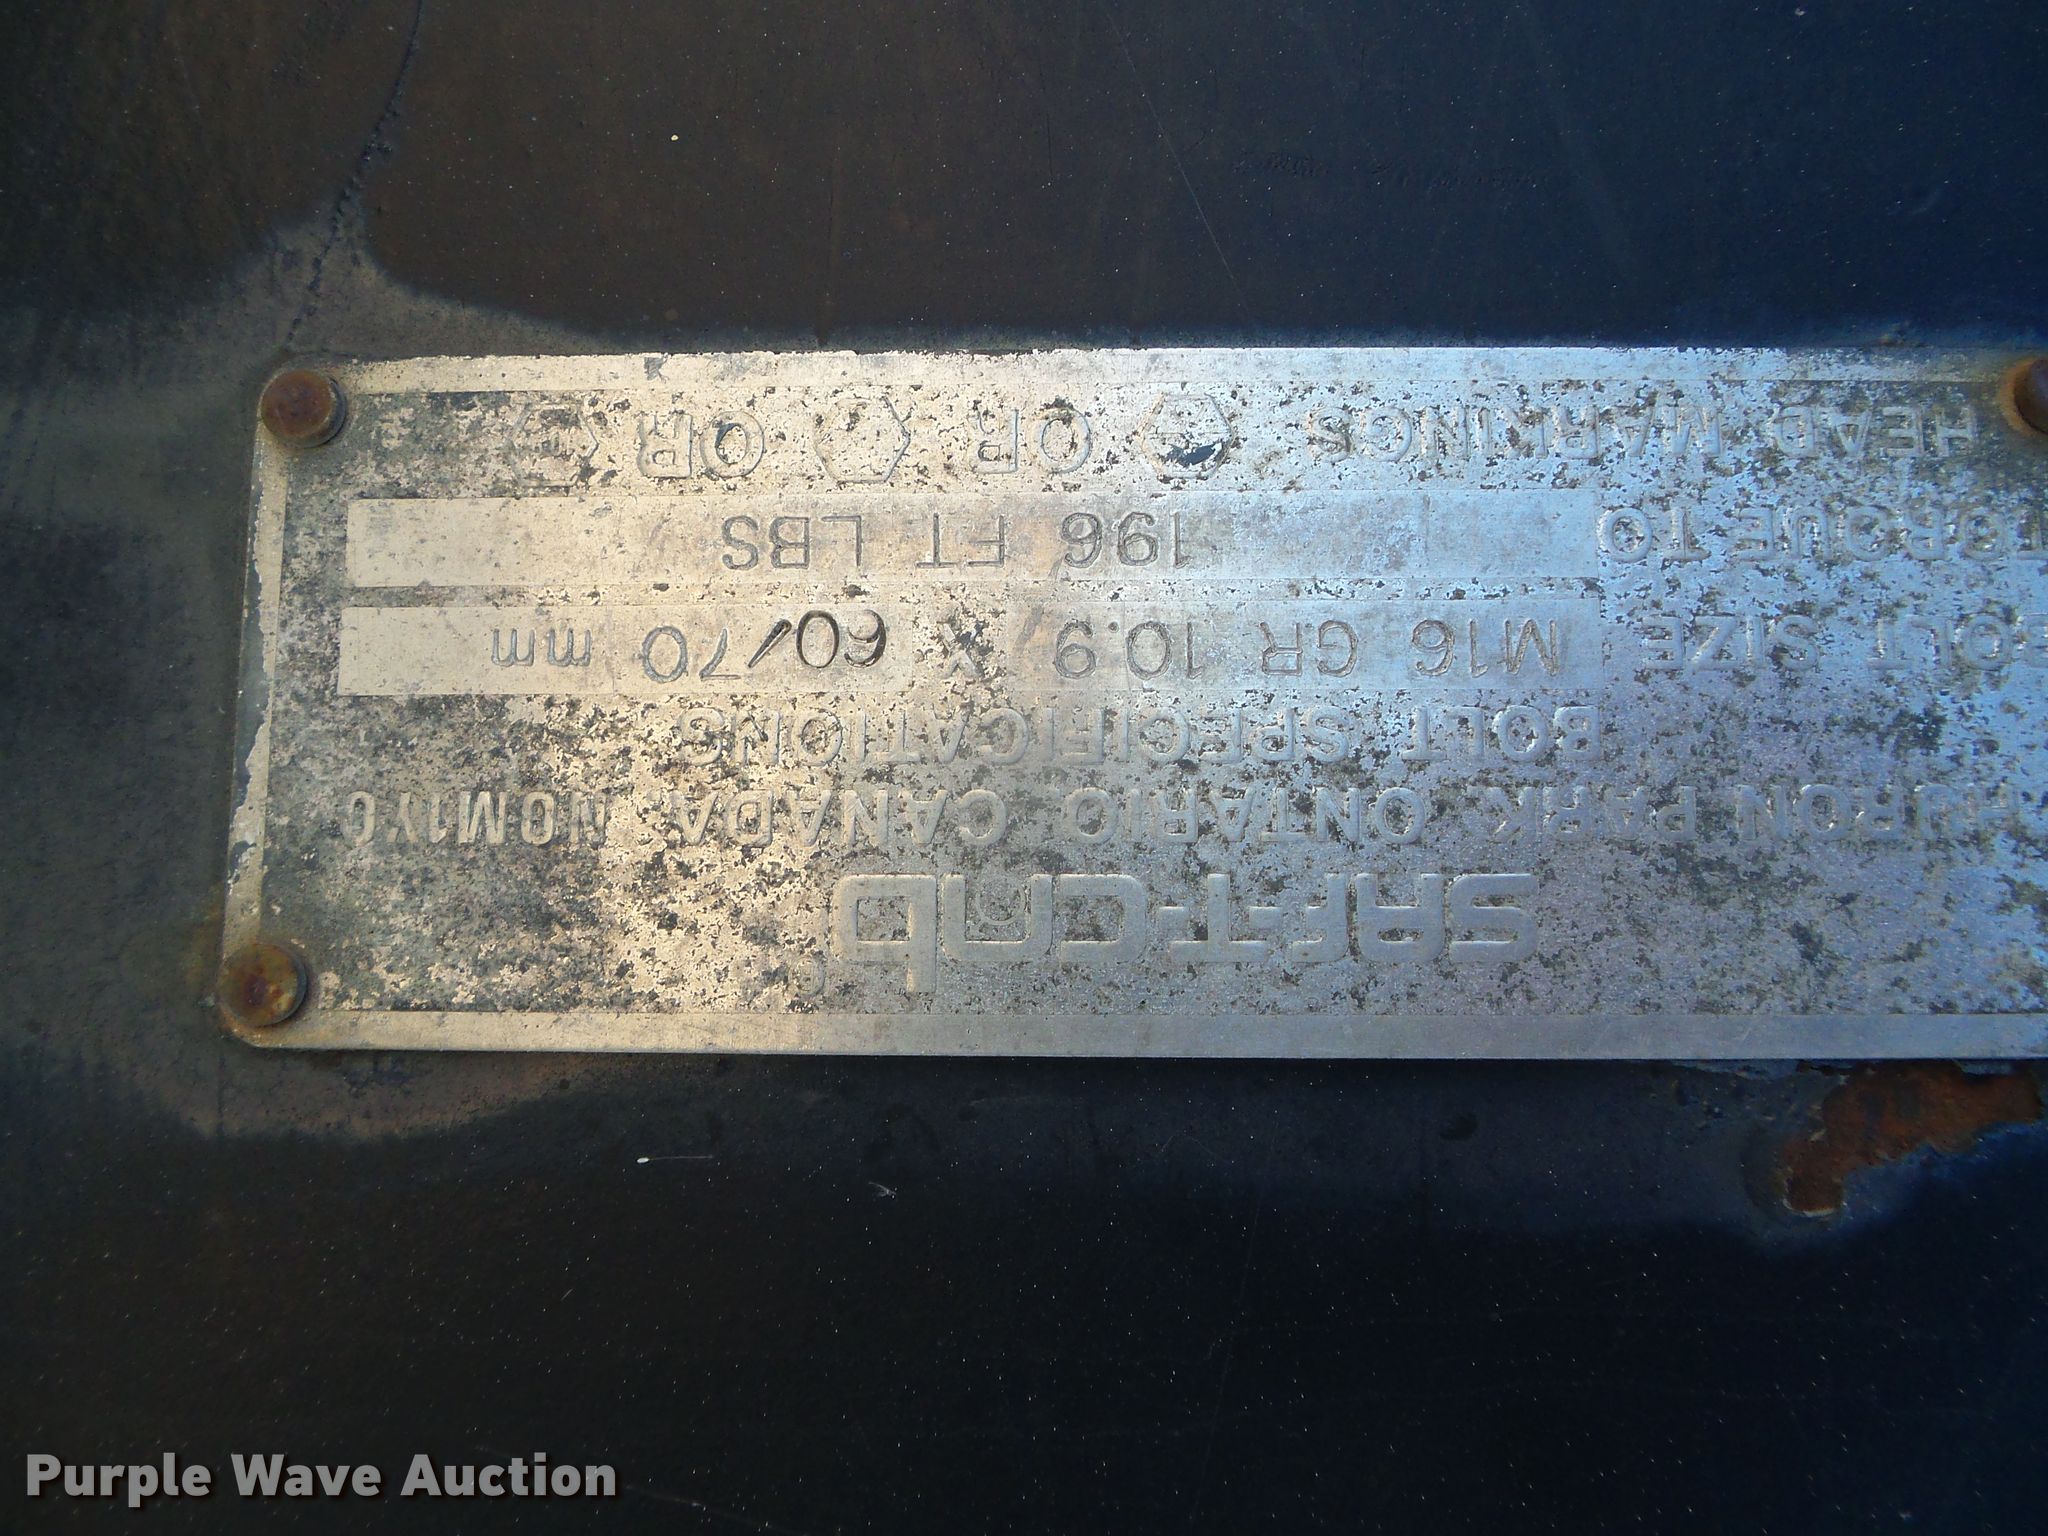 SAF-T-CAB
HURON PARK, ONTARIO, CANADA N0M1Y0
BOLT SPECIFICATIONS
BOLT SIZE M16 GR 10.9 X 60/70 mm
TORQUE TO 196 FT LBS
HEAD MARKINGS OR OR
Purple Wave Auction